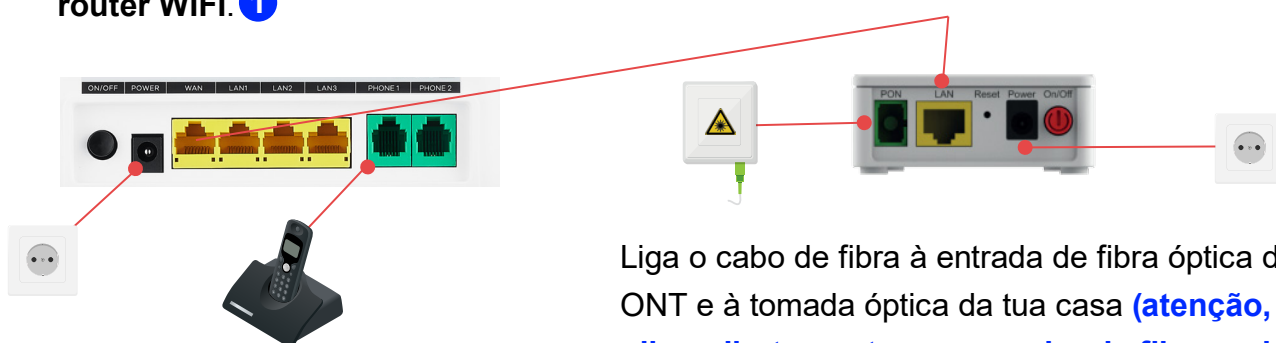 router WiFi. 1
ON/OFF POWER WAN LAN1 LAN2 LAN3 PHONE 1 PHONE 2
PON LAN Reset Power On/Off
Liga o cabo de fibra à entrada de fibra óptica d
ONT e à tomada óptica da tua casa (atenção,